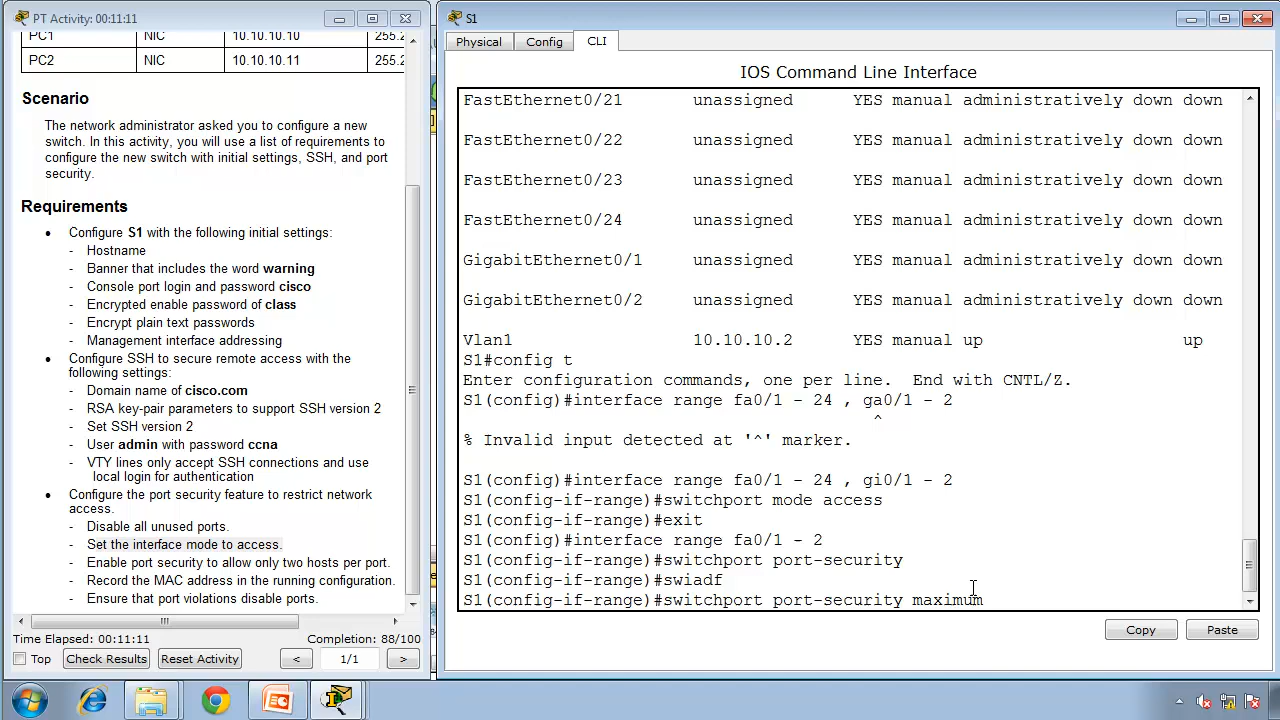 PT Activity: 00:11:11
PC1 NIC 10.10.10.10 255.2
PC2 NIC 10.10.10.11 255.2
Scenario
The network administrator asked you to configure a new
switch. In this activity, you will use a list of requirements to
configure the new switch with initial settings, SSH, and port
security.
Requirements
• Configure S1 with the following initial settings:
- Hostname
- Banner that includes the word warning
- Console port login and password cisco
- Encrypted enable password of class
- Encrypt plain text passwords
- Management interface addressing
• Configure SSH to secure remote access with the
following settings:
- Domain name of cisco.com
- RSA key-pair parameters to support SSH version 2
- Set SSH version 2
- User admin with password ccna
- VTY lines only accept SSH connections and use
local login for authentication
• Configure the port security feature to restrict network
access.
- Disable all unused ports.
- Set the interface mode to access.
- Enable port security to allow only two hosts per port.
- Record the MAC address in the running configuration.
- Ensure that port violations disable ports.
Time Elapsed: 00:11:11 Completion: 88/100
Top Check Results Reset Activity < 1/1 >
S1
Physical Config CLI
IOS Command Line Interface
FastEthernet0/21 unassigned YES manual administratively down down
FastEthernet0/22 unassigned YES manual administratively down down
FastEthernet0/23 unassigned YES manual administratively down down
FastEthernet0/24 unassigned YES manual administratively down down
GigabitEthernet0/1 unassigned YES manual administratively down down
GigabitEthernet0/2 unassigned YES manual administratively down down
Vlan1 10.10.10.2 YES manual up up
S1#config t
Enter configuration commands, one per line. End with CNTL/Z.
S1(config)#interface range fa0/1 - 24 , ga0/1 - 2
^
% Invalid input detected at '^' marker.
S1(config)#interface range fa0/1 - 24 , gi0/1 - 2
S1(config-if-range)#switchport mode access
S1(config-if-range)#exit
S1(config)#interface range fa0/1 - 2
S1(config-if-range)#switchport port-security
S1(config-if-range)#swiadf
S1(config-if-range)#switchport port-security maximum
Copy Paste